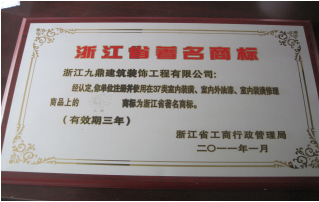 浙江省著名商标
浙江九鼎建筑装饰工程有限公司：
经认定，你单位注册并使用在37类室内装潢、室内外油漆、室内装潢修理
商品上的 商标为浙江省著名商标。
（有效期三年）
浙江省工商行政管理局
二〇一一年一月